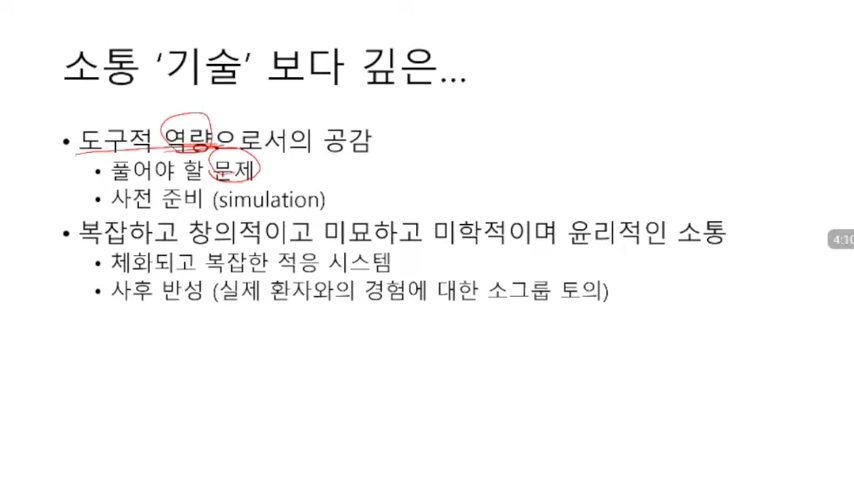 소통 ‘기술’ 보다 깊은...
• 도구적 역량으로서의 공감
• 풀어야 할 문제
• 사전 준비 (simulation)
• 복잡하고 창의적이고 미묘하고 미학적이며 윤리적인 소통
• 체화되고 복잡한 적응 시스템
• 사후 반성 (실제 환자와의 경험에 대한 소그룹 토의)